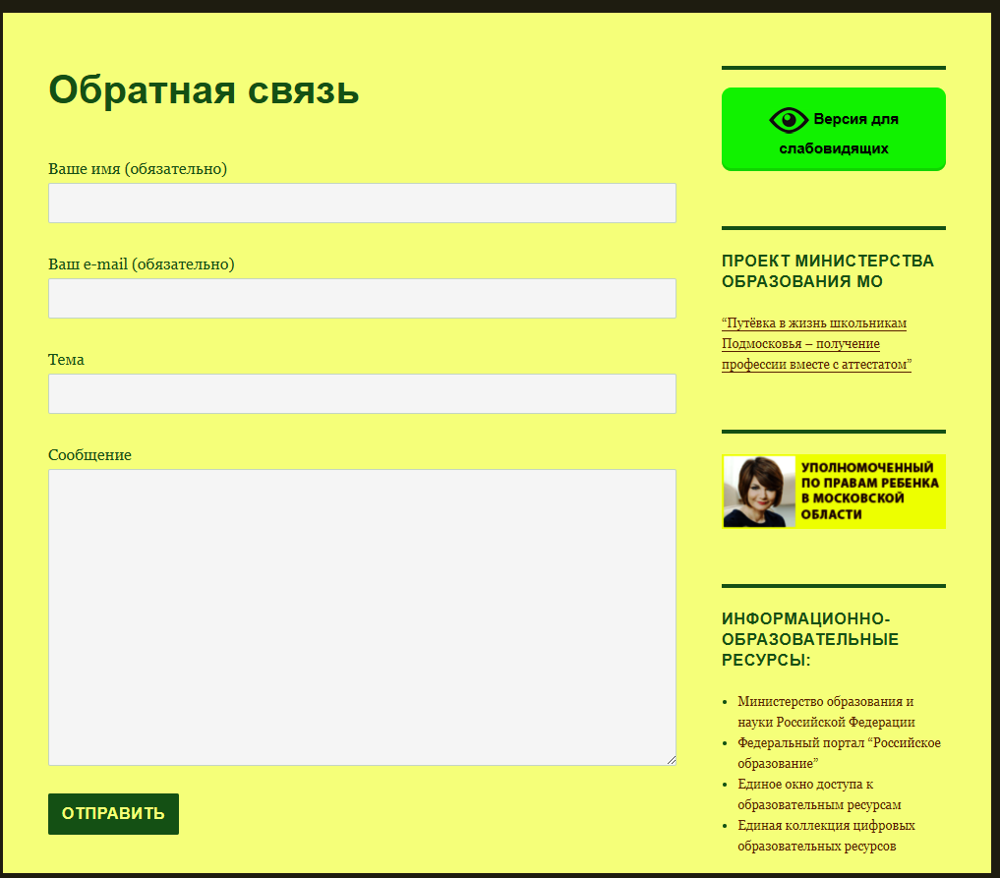 Обратная связь
Ваше имя (обязательно)
Ваш e-mail (обязательно)
Тема
Сообщение
ОТПРАВИТЬ
Версия для
слабовидящих
ПРОЕКТ МИНИСТЕРСТВА
ОБРАЗОВАНИЯ МО
“Путёвка в жизнь школьникам
Подмосковья – получение
профессии вместе с аттестатом”
УПОЛНОМОЧЕННЫЙ
ПО ПРАВАМ РЕБЕНКА
В МОСКОВСКОЙ
ОБЛАСТИ
ИНФОРМАЦИОННО-
ОБРАЗОВАТЕЛЬНЫЕ
РЕСУРСЫ:
Министерство образования и
науки Российской Федерации
Федеральный портал “Российское
образование”
Единое окно доступа к
образовательным ресурсам
Единая коллекция цифровых
образовательных ресурсов